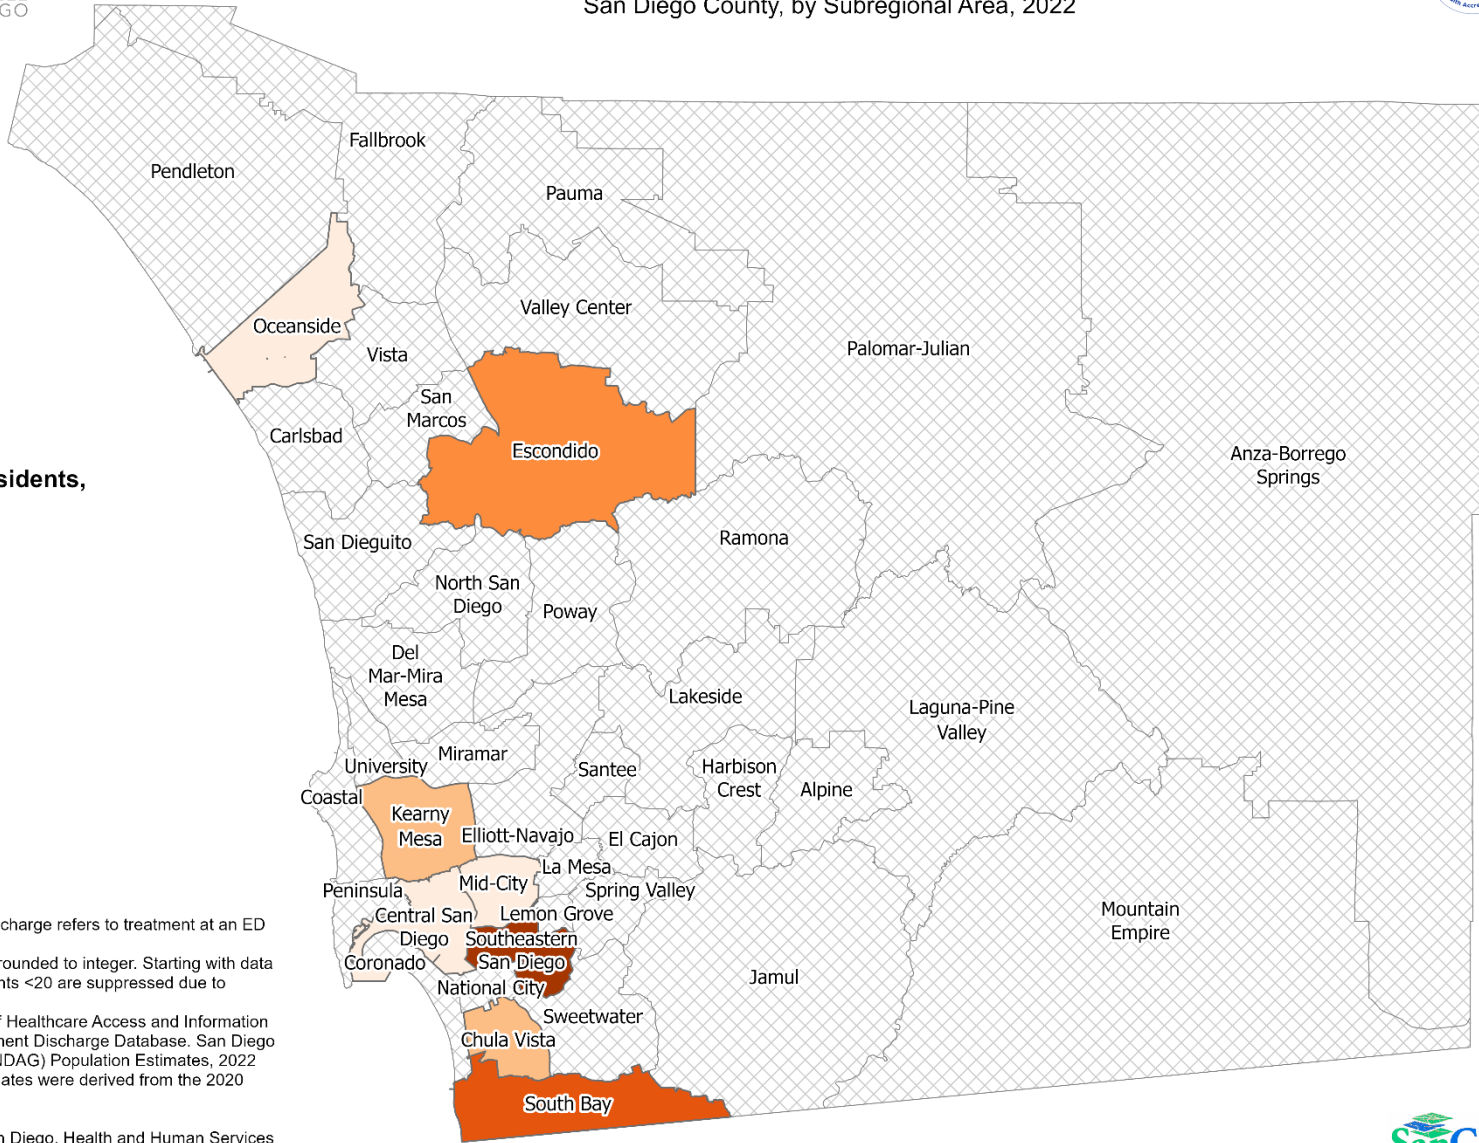 GO
San Diego County, by Subregional Area, 2022
Fallbrook
Pendleton
Pauma
Oceanside
Valley Center
Vista
Palomar-Julian
San
Marcos
Carlsbad
Escondido
Anza-Borrego
Springs
sidents,
San Dieguito
Ramona
North San
Diego
Poway
Del
Mar-Mira
Mesa
Lakeside
Laguna-Pine
Valley
Miramar
University
Santee
Harbison
Crest
Alpine
Coastal
Kearny
Mesa
Elliott-Navajo
El Cajon
La Mesa
Mid-City
Peninsula
Spring Valley
Central San
Diego
Lemon Grove
Mountain
Empire
Southeastern
San Diego
Coronado
Jamul
National City
Sweetwater
Chula Vista
South Bay
charge refers to treatment at an ED
rounded to integer. Starting with data
nts <20 are suppressed due to
f Healthcare Access and Information
nent Discharge Database. San Diego
NDAG) Population Estimates, 2022
ates were derived from the 2020
n Diego, Health and Human Services